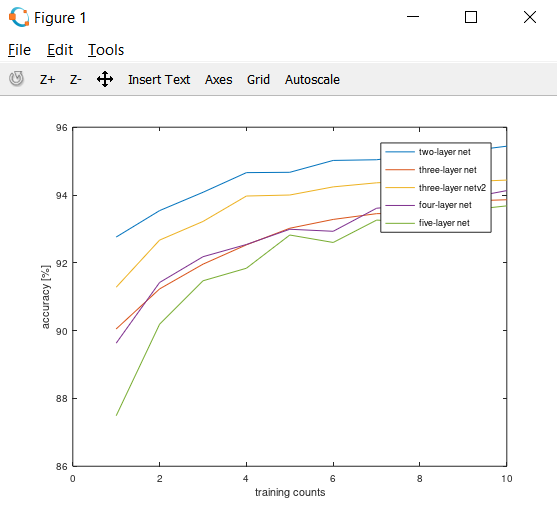 Figure 1
File Edit Tools
Z+ Z- Insert Text Axes Grid Autoscale
96
94
92
90
88
86
accuracy [%]
two-layer net
three-layer net
three-layer netv2
four-layer net
five-layer net
0 2 4 6 8 10
training counts